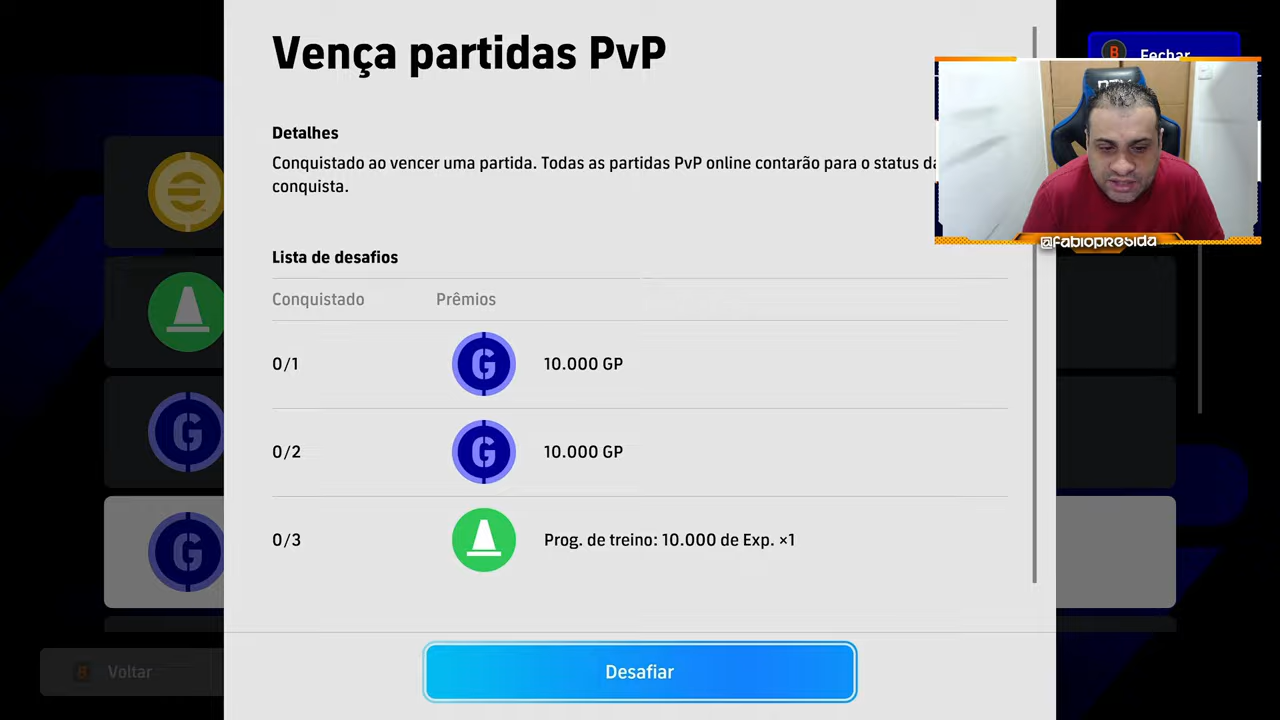 Vença partidas PvP
B Fechar
Detalhes
Conquistado ao vencer uma partida. Todas as partidas PvP online contarão para o status da
conquista.
@fabiopresida
Lista de desafios
Conquistado Prêmios
0/1 G 10.000 GP
0/2 G 10.000 GP
0/3 Prog. de treino: 10.000 de Exp. ×1
G
G
B Voltar
Desafiar